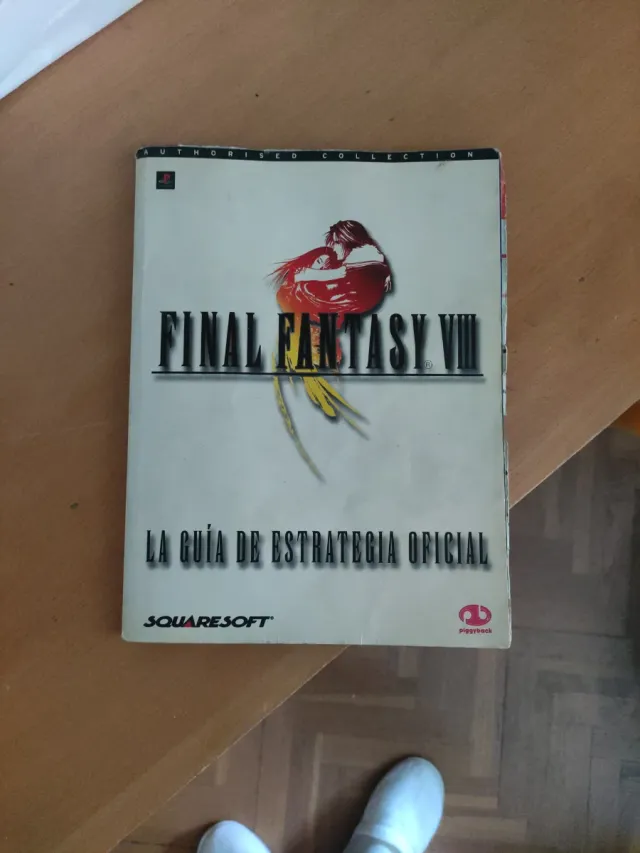 AUTHORISED COLLECTION
FINAL FANTASY® VIII
LA GUÍA DE ESTRATEGIA OFICIAL
SQUARESOFT®
piggyback